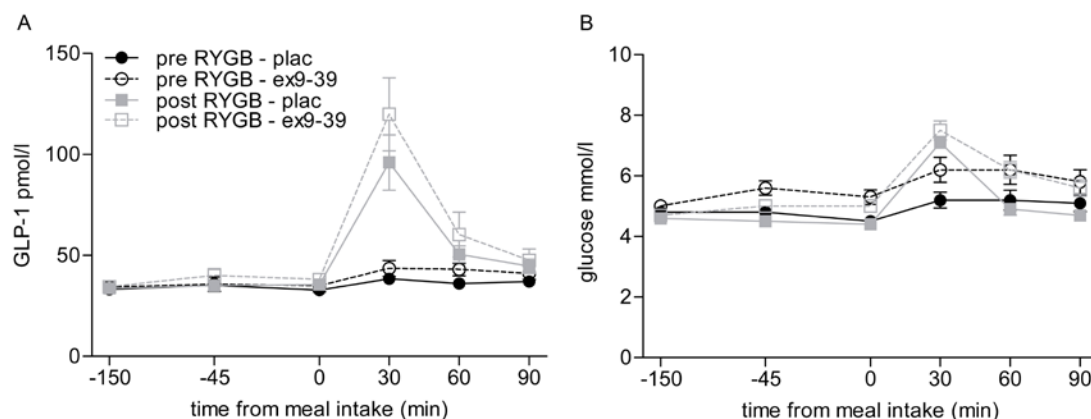 A
GLP-1 pmol/l
150
100
50
0
pre RYGB - plac
pre RYGB - ex9-39
post RYGB - plac
post RYGB - ex9-39
-150 -45 0 30 60 90
time from meal intake (min)
B
glucose mmol/l
10
8
6
4
2
0
-150 -45 0 30 60 90
time from meal intake (min)